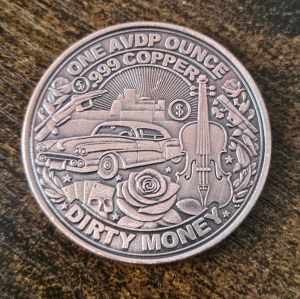 ONE AVDP OUNCE
.999 COPPER
$
$
DIRTY MONEY